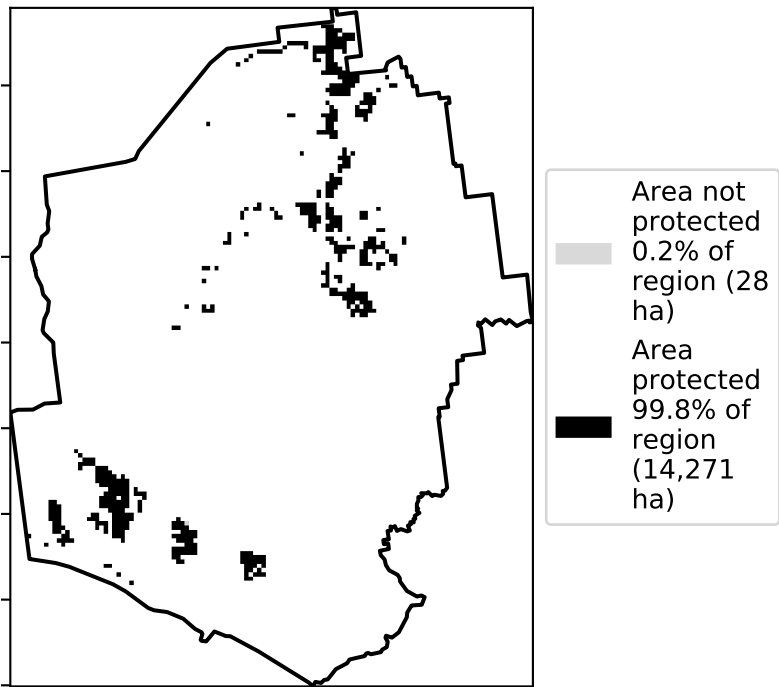 Area not
protected
0.2% of
region (28
ha)
Area
protected
99.8% of
region
(14,271
ha)